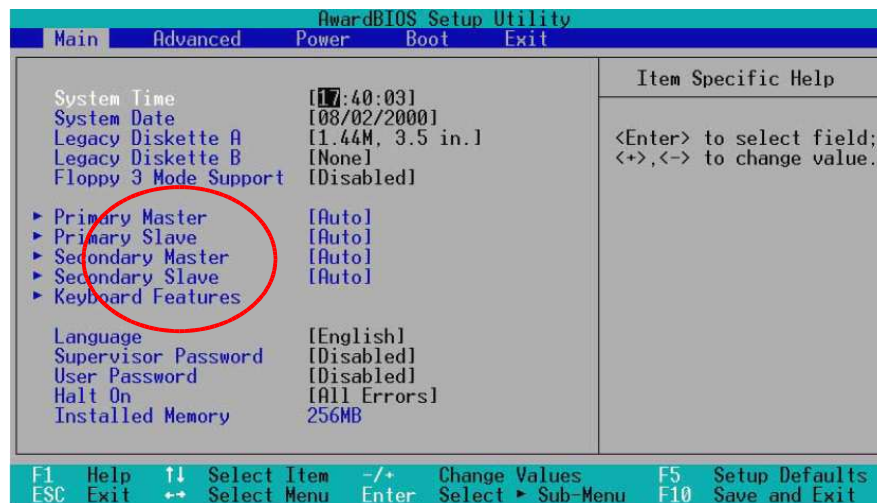 AwardBIOS Setup Utility
Main Advanced Power Boot Exit
Item Specific Help
System Time [17:40:03]
System Date [08/02/2000]
Legacy Diskette A [1.44M, 3.5 in.]
<Enter> to select field;
Legacy Diskette B [None]
<+>,<-> to change value.
Floppy 3 Mode Support [Disabled]
▸ Primary Master [Auto]
▸ Primary Slave [Auto]
▸ Secondary Master [Auto]
▸ Secondary Slave [Auto]
▸ Keyboard Features
Language [English]
Supervisor Password [Disabled]
User Password [Disabled]
Halt On [All Errors]
Installed Memory 256MB
F1 Help ↑↓ Select Item -/+ Change Values F5 Setup Defaults
ESC Exit ←→ Select Menu Enter Select ▸ Sub-Menu F10 Save and Exit